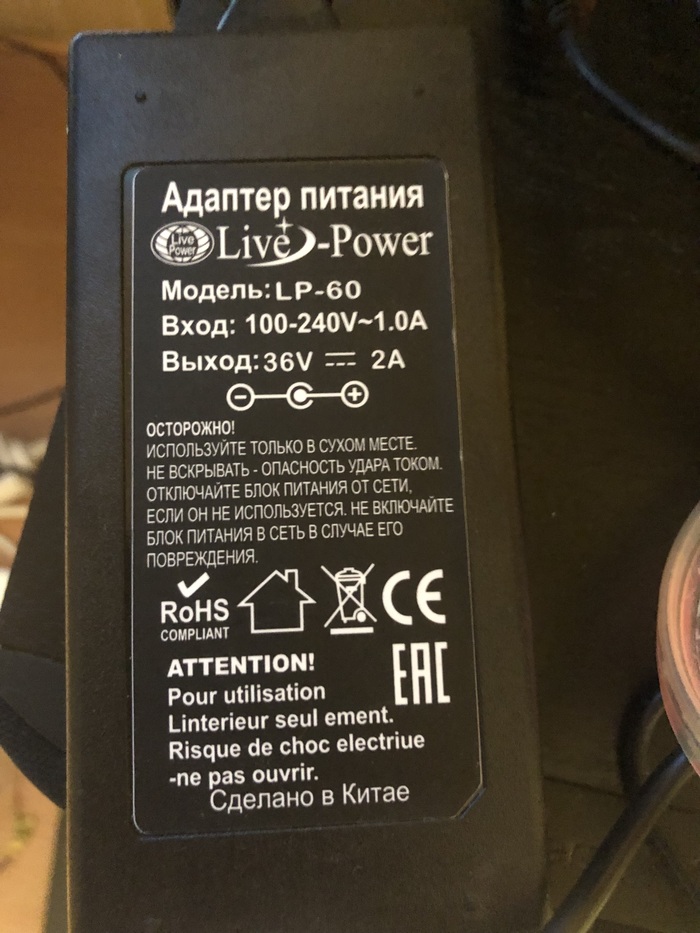 Адаптер питания
Live Power Live-Power
Модель: LP-60
Вход: 100-240V~1.0A
Выход: 36V ⎓ 2A
ОСТОРОЖНО!
ИСПОЛЬЗУЙТЕ ТОЛЬКО В СУХОМ МЕСТЕ.
НЕ ВСКРЫВАТЬ - ОПАСНОСТЬ УДАРА ТОКОМ.
ОТКЛЮЧАЙТЕ БЛОК ПИТАНИЯ ОТ СЕТИ,
ЕСЛИ ОН НЕ ИСПОЛЬЗУЕТСЯ. НЕ ВКЛЮЧАЙТЕ
БЛОК ПИТАНИЯ В СЕТЬ В СЛУЧАЕ ЕГО
ПОВРЕЖДЕНИЯ.
RoHS
COMPLIANT
CE
EAC
ATTENTION!
Pour utilisation
Linterieur seul ement.
Risque de choc electriue
-ne pas ouvrir.
Сделано в Китае